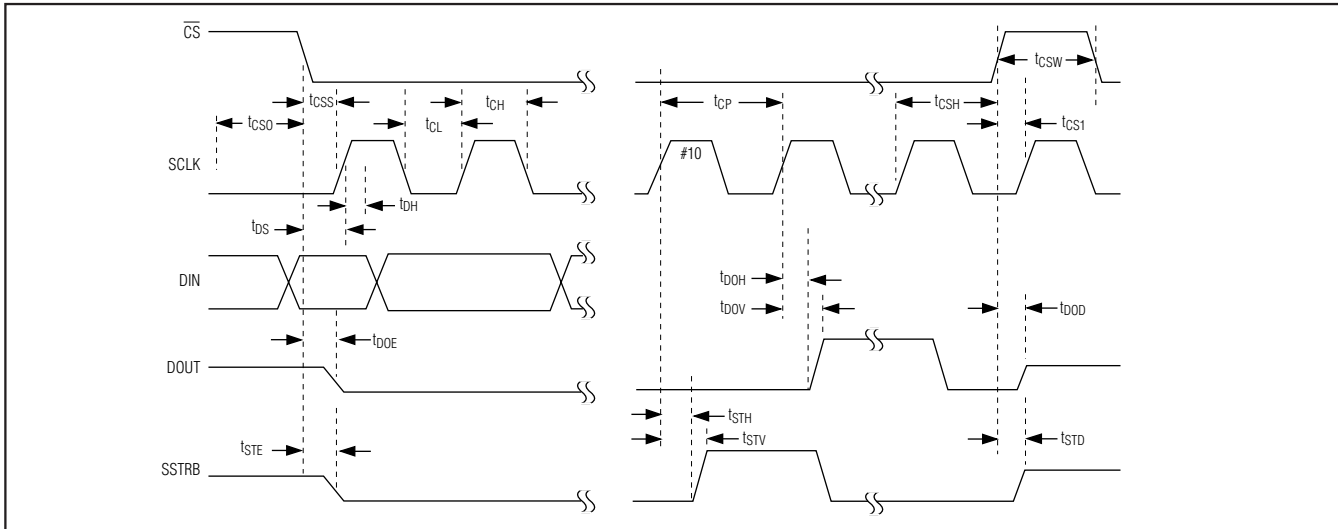 CS
tCSW
tCSS
tCH
tCP
tCSH
tCSO
tCL
tCS1
SCLK
#10
tDH
tDS
DIN
tDOH
tDOV
tDOD
tDOE
DOUT
tSTH
tSTV
tSTE
tSTD
SSTRB